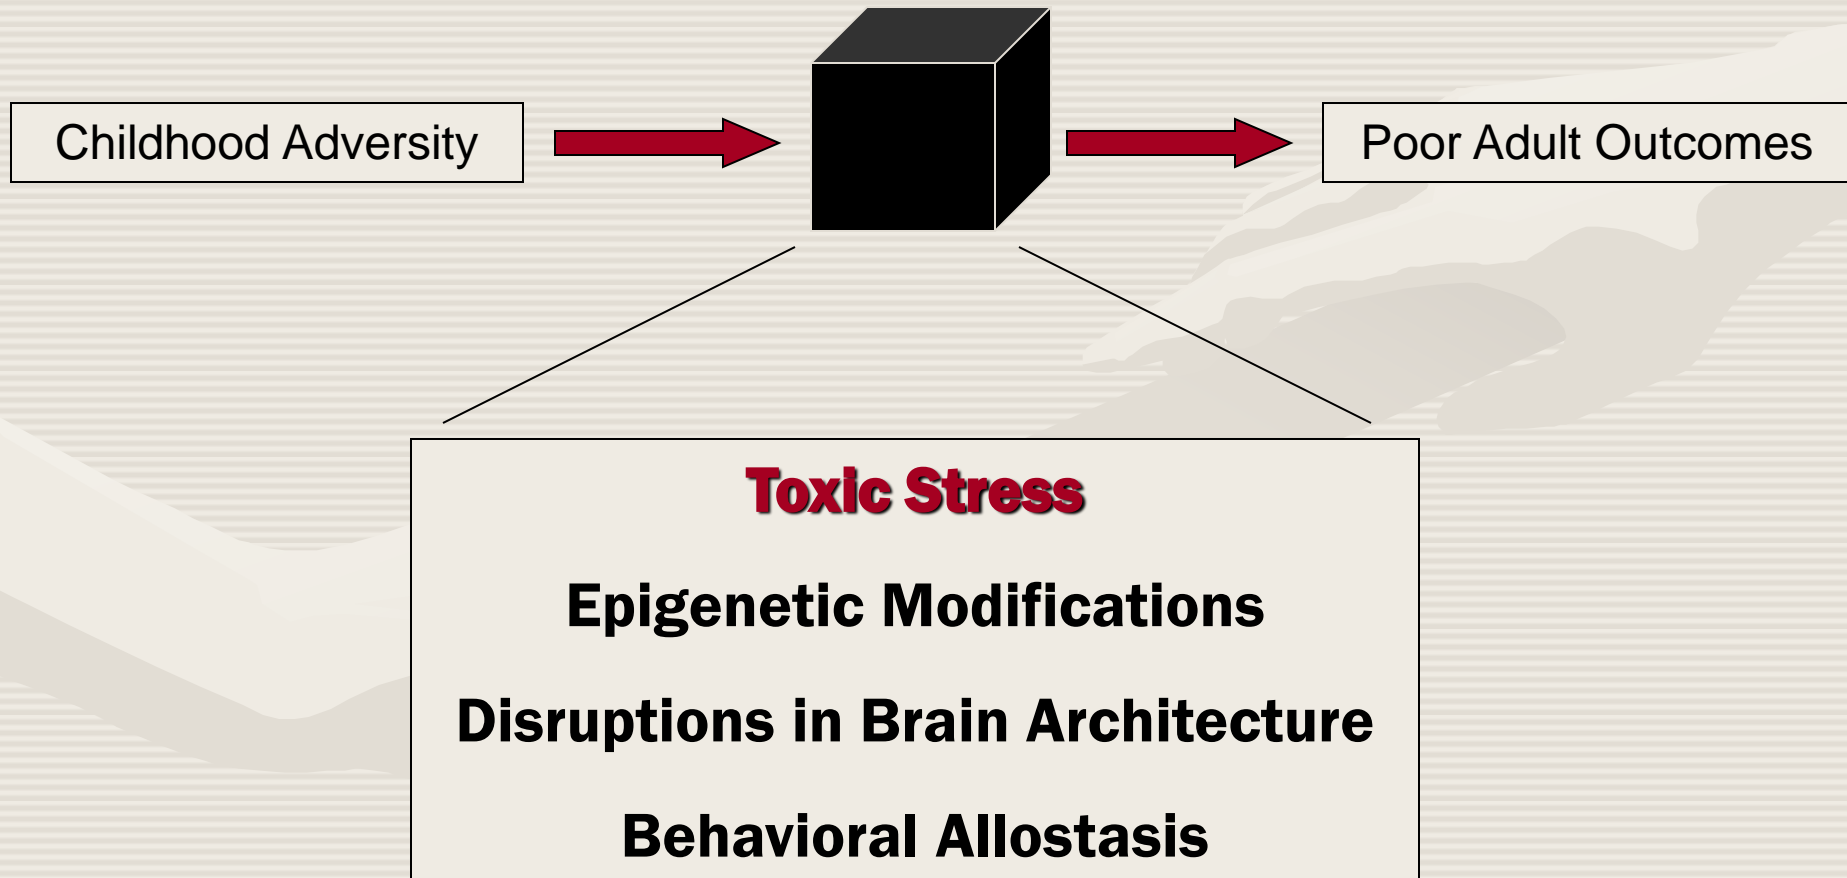 Childhood Adversity
Poor Adult Outcomes
Toxic Stress
Epigenetic Modifications
Disruptions in Brain Architecture
Behavioral Allostasis